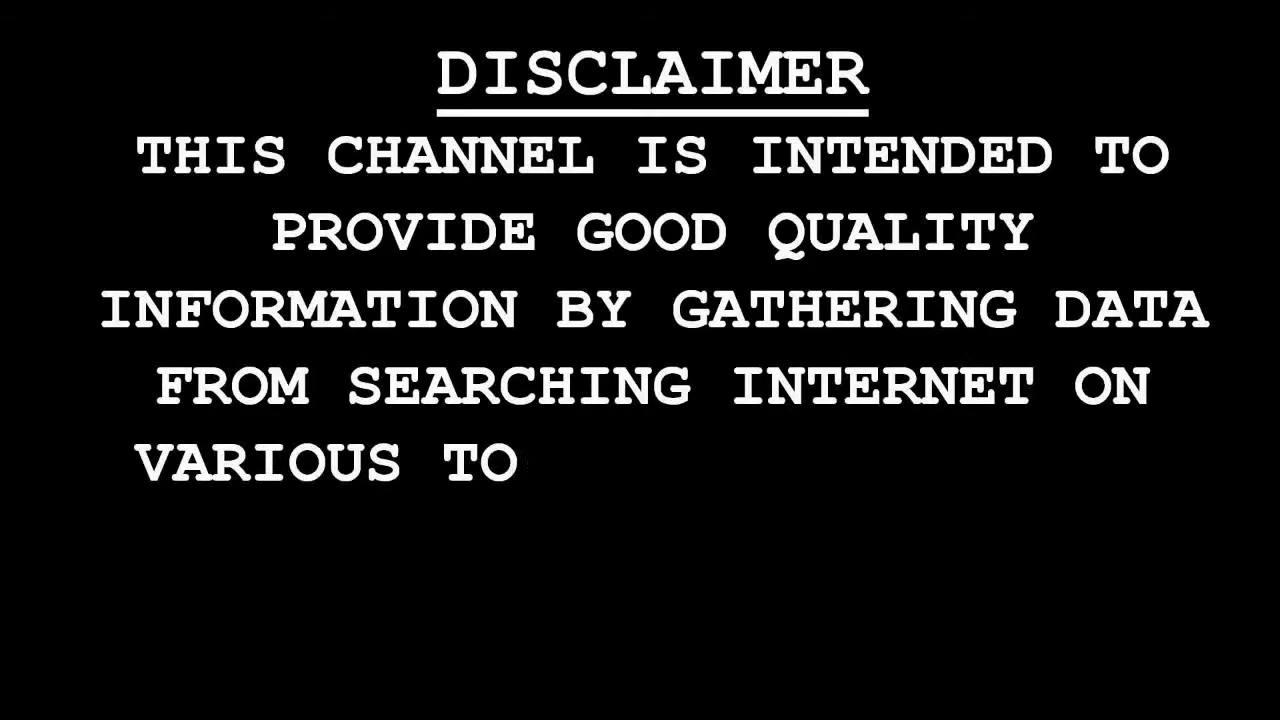 DISCLAIMER
THIS CHANNEL IS INTENDED TO
PROVIDE GOOD QUALITY
INFORMATION BY GATHERING DATA
FROM SEARCHING INTERNET ON
VARIOUS TO